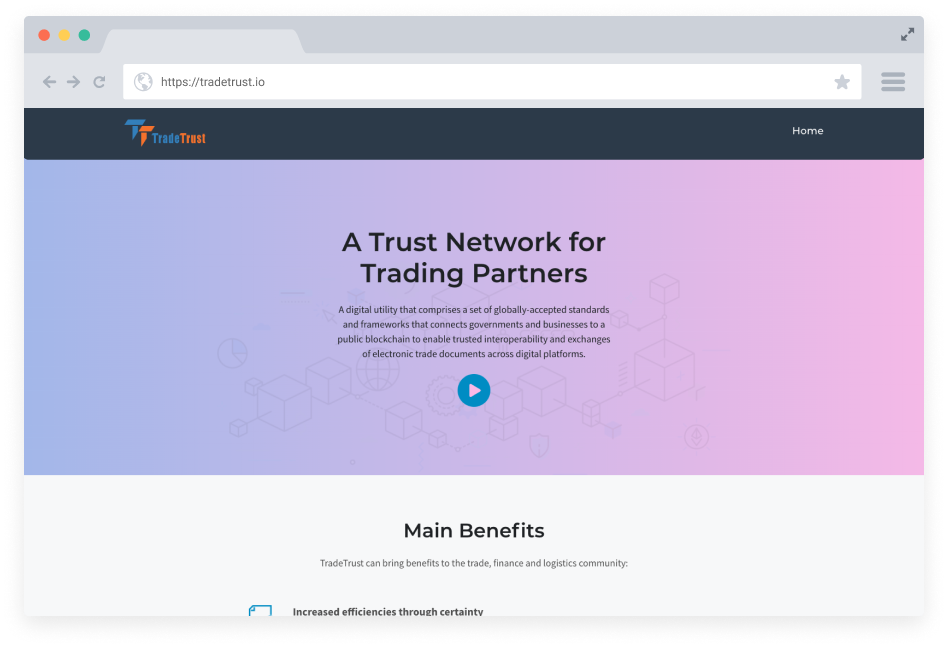 https://tradetrust.io
TradeTrust
Home
A Trust Network for
Trading Partners
A digital utility that comprises a set of globally-accepted standards
and frameworks that connects governments and businesses to a
public blockchain to enable trusted interoperability and exchanges
of electronic trade documents across digital platforms.
Main Benefits
TradeTrust can bring benefits to the trade, finance and logistics community:
Increased efficiencies through certainty